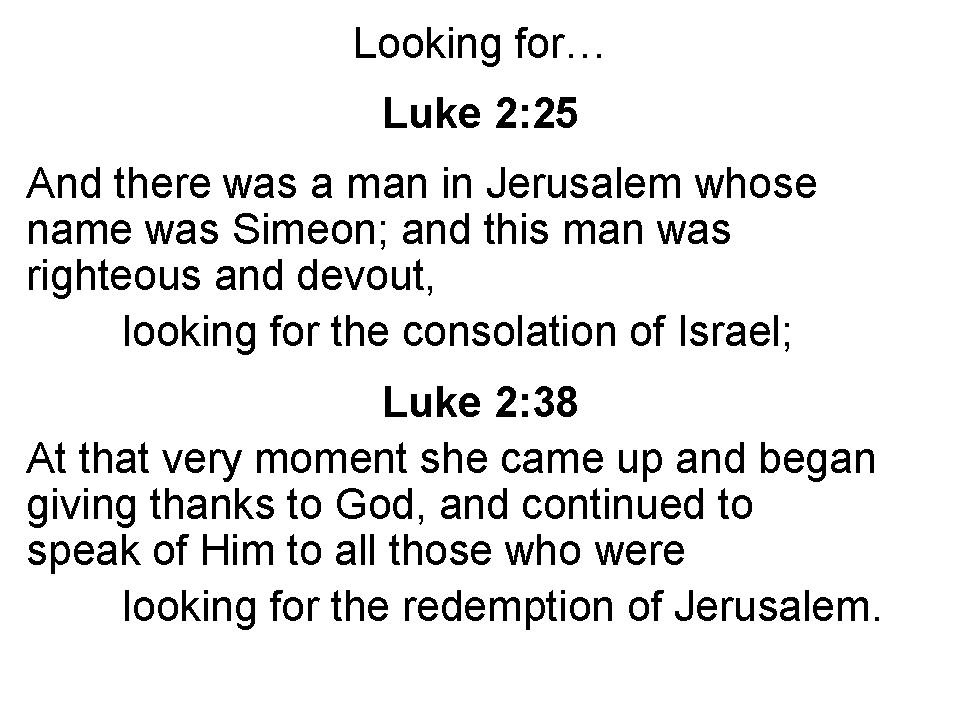 Looking for…
Luke 2:25
And there was a man in Jerusalem whose
name was Simeon; and this man was
righteous and devout,
looking for the consolation of Israel;
Luke 2:38
At that very moment she came up and began
giving thanks to God, and continued to
speak of Him to all those who were
looking for the redemption of Jerusalem.